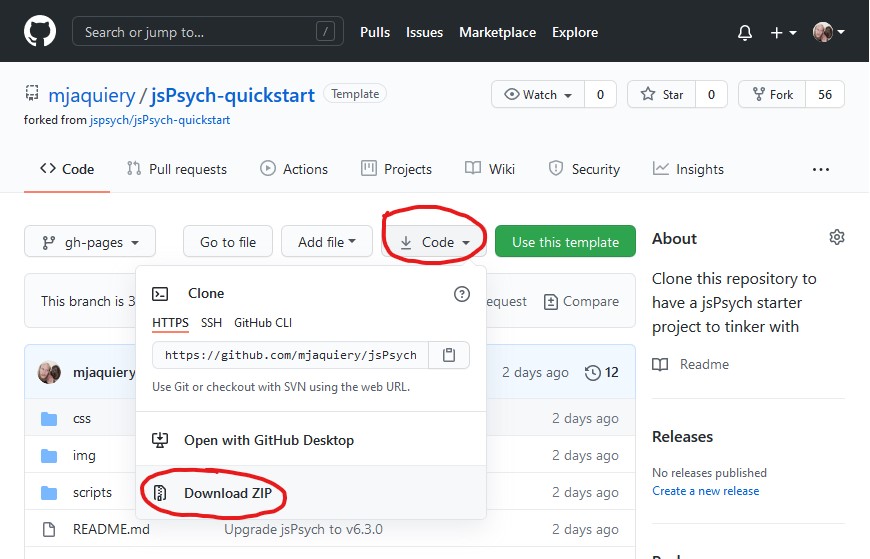 Search or jump to... /
Pulls Issues Marketplace Explore
mjaquiery / jsPsych-quickstart Template
Watch 0 Star 0 Fork 56
forked from jspsych/jsPsych-quickstart
Code Pull requests Actions Projects Wiki Security Insights ...
gh-pages Go to file Add file Code Use this template
About
Clone this repository to
have a jsPsych starter
project to tinker with
Readme
This branch is 3 Compare
Clone
HTTPS SSH GitHub CLI
https://github.com/mjaquiery/jsPsych
Use Git or checkout with SVN using the web URL.
Open with GitHub Desktop
Download ZIP
mjaquiery 2 days ago 12
css 2 days ago
img 2 days ago
scripts 2 days ago
README.md Upgrade jsPsych to v6.3.0 2 days ago
Releases
No releases published
Create a new release